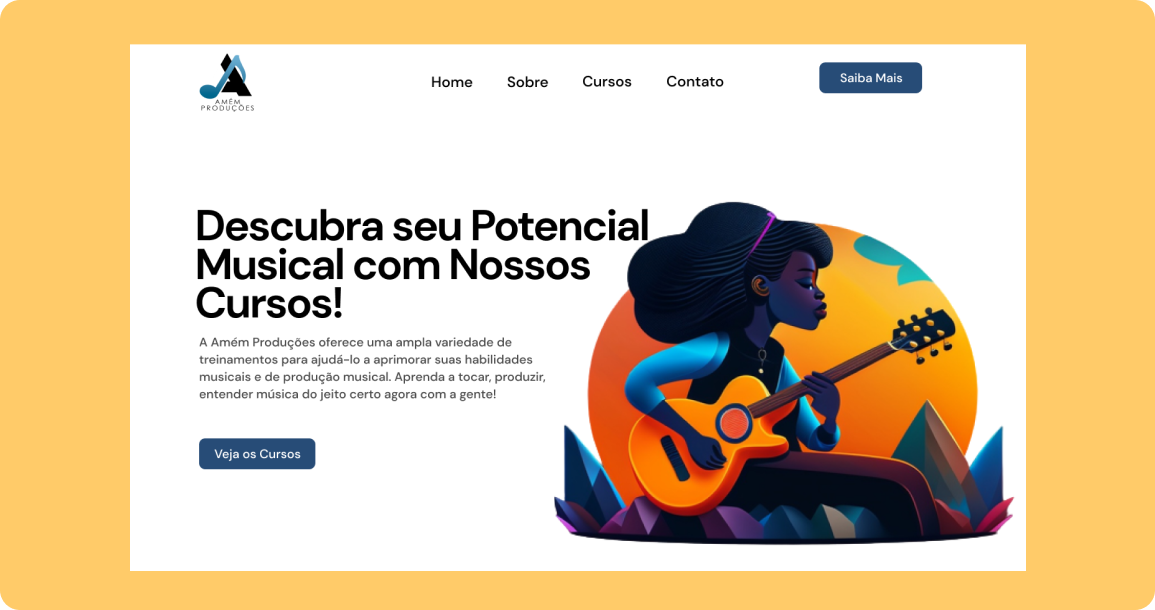 AMÉM
PRODUÇÕES
Home Sobre Cursos Contato
Saiba Mais
Descubra seu Potencial
Musical com Nossos
Cursos!
A Amém Produções oferece uma ampla variedade de
treinamentos para ajudá-lo a aprimorar suas habilidades
musicais e de produção musical. Aprenda a tocar, produzir,
entender música do jeito certo agora com a gente!
Veja os Cursos